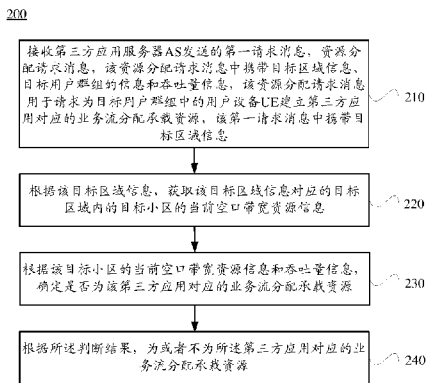 200
接收第三方应用服务器AS发送的第一请求消息，资源分
配请求消息，该资源分配请求消息中携带目标区域信息、
目标用户群组的信息和吞吐量信息，该资源分配请求消息
用于请求为目标用户群组中的用户设备UE建立第三方应
用对应的业务流分配承载资源，该第一请求消息中携带目
标区域信息
210
根据该目标区域信息，获取该目标区域信息对应的目标
区域内的目标小区的当前空口带宽资源信息
220
根据该目标小区的当前空口带宽资源信息和吞吐量信息，
确定是否为该第三方应用对应的业务流分配承载资源
230
根据所述判断结果，为或者不为所述第三方应用对应的业
务流分配承载资源
240